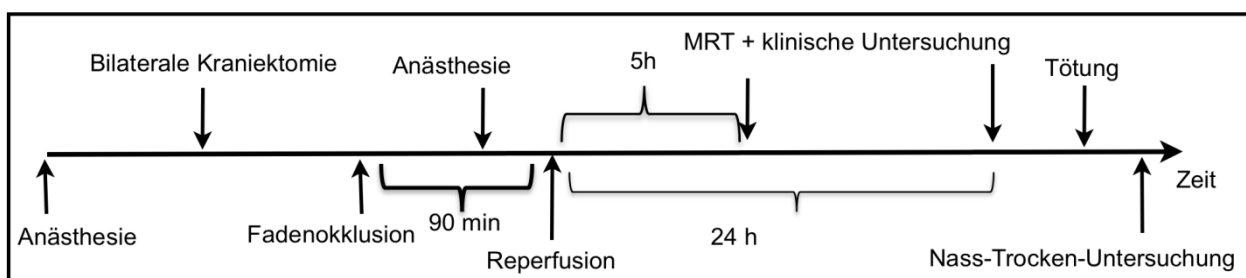 MRT + klinische Untersuchung
Bilaterale Kraniektomie
Anästhesie
5h
Tötung
Zeit
Anästhesie
Fadenokklusion
90 min
Reperfusion
24 h
Nass-Trocken-Untersuchung